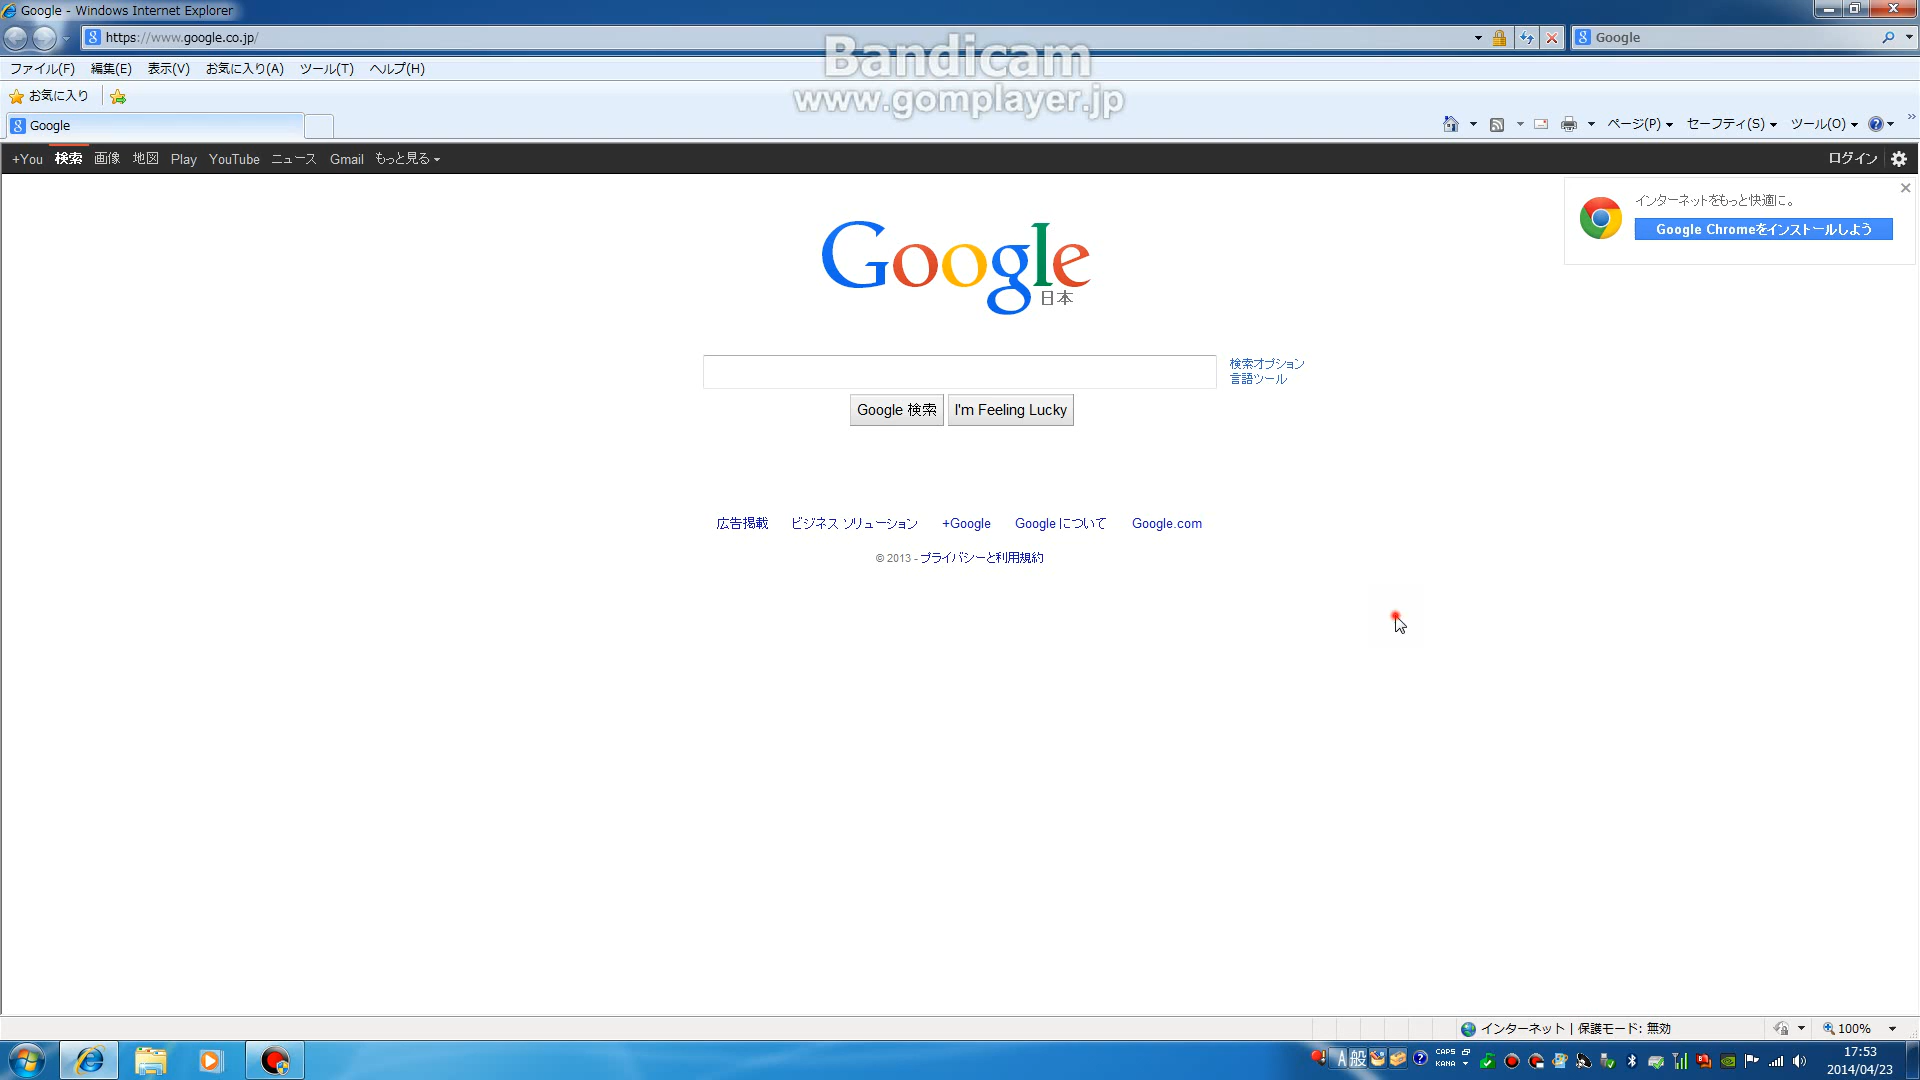 Google - Windows Internet Explorer
https://www.google.co.jp/
Google
Bandicam
www.gomplayer.jp
ファイル(F) 編集(E) 表示(V) お気に入り(A) ツール(T) ヘルプ(H)
お気に入り
Google
ページ(P) セーフティ(S) ツール(O)
+You 検索 画像 地図 Play YouTube ニュース Gmail もっと見る
ログイン
インターネットをもっと快適に。
Google Chromeをインストールしよう
Google
日本
検索オプション
言語ツール
Google 検索 I'm Feeling Lucky
広告掲載 ビジネス ソリューション +Google Google について Google.com
© 2013 - プライバシーと利用規約
インターネット | 保護モード: 無効
100%
A 般
CAPS
KANA
17:53
2014/04/23